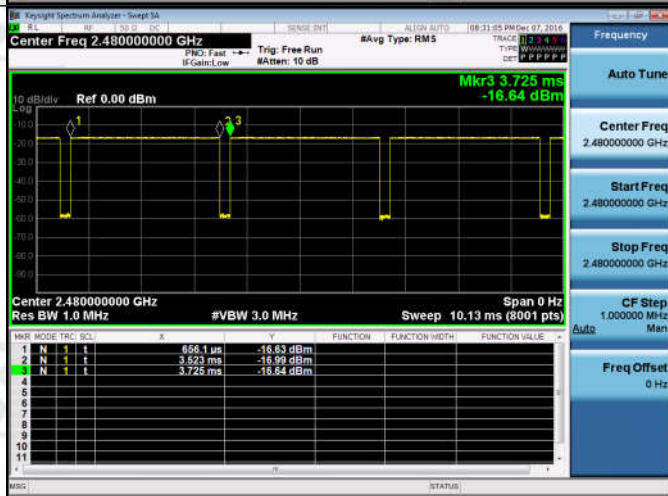 Keysight Spectrum Analyzer - Swept SA
RL RF 50 Ω DC SENSE:INT ALIGN AUTO 08:31:05 PM Dec 07, 2016
Center Freq 2.480000000 GHz #Avg Type: RMS TRACE 1 2 3 4 5 6
PNO: Fast Trig: Free Run TYPE
IFGain:Low #Atten: 10 dB DET P P P P P P
Mkr3 3.725 ms
-16.64 dBm
10 dB/div Ref 0.00 dBm
Log
-10.0
-20.0
-30.0
-40.0
-50.0
-60.0
-70.0
-80.0
-90.0
1
2 3
Center 2.480000000 GHz Span 0 Hz
Res BW 1.0 MHz #VBW 3.0 MHz Sweep 10.13 ms (8001 pts)
MKR MODE TRC SCL X Y FUNCTION FUNCTION WIDTH FUNCTION VALUE
1 N 1 t 656.1 µs -16.63 dBm
2 N 1 t 3.523 ms -16.99 dBm
3 N 1 t 3.725 ms -16.64 dBm
4
5
6
7
8
9
10
11
MSG STATUS
Frequency
Auto Tune
Center Freq
2.480000000 GHz
Start Freq
2.480000000 GHz
Stop Freq
2.480000000 GHz
CF Step
1.000000 MHz
Auto Man
Freq Offset
0 Hz